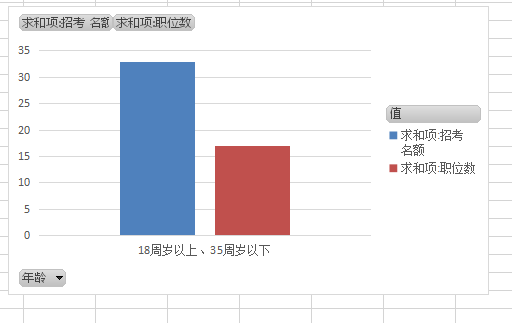 求和项:招考 名额 求和项:职位数
35
30
25
20
15
10
5
0
18周岁以上、35周岁以下
值
求和项:招考
名额
求和项:职位数
年龄